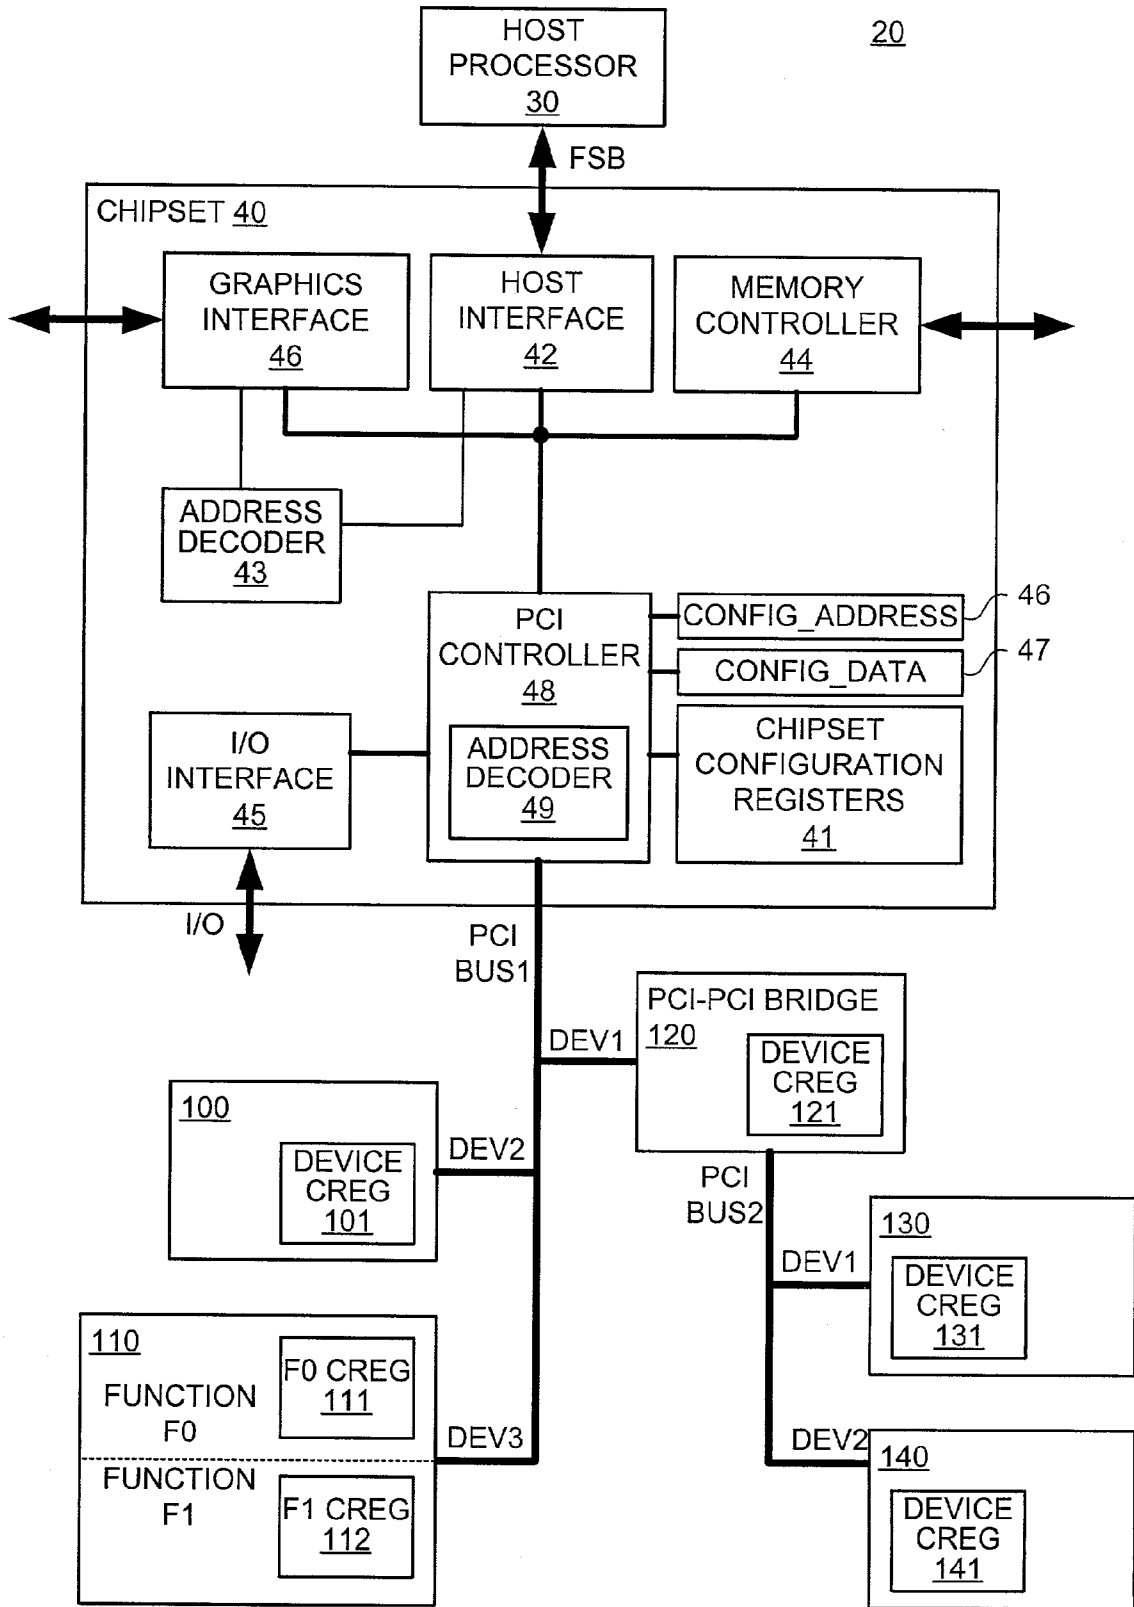 HOST
PROCESSOR
30
20
FSB
CHIPSET 40
GRAPHICS
INTERFACE
46
HOST
INTERFACE
42
MEMORY
CONTROLLER
44
ADDRESS
DECODER
43
PCI
CONTROLLER
48
ADDRESS
DECODER
49
CONFIG_ADDRESS
46
CONFIG_DATA
47
CHIPSET
CONFIGURATION
REGISTERS
41
I/O
INTERFACE
45
I/O
PCI
BUS1
PCI-PCI BRIDGE
120
DEVICE
CREG
121
DEV1
100
DEVICE
CREG
101
DEV2
PCI
BUS2
130
DEVICE
CREG
131
DEV1
110
FUNCTION
F0
F0 CREG
111
DEV3
FUNCTION
F1
F1 CREG
112
DEV2
140
DEVICE
CREG
141